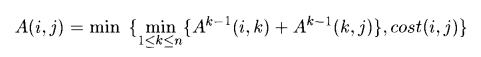 A(i, j) = min { min_{1≤k≤n} {A^{k−1}(i, k) + A^{k−1}(k, j)}, cost(i, j)}